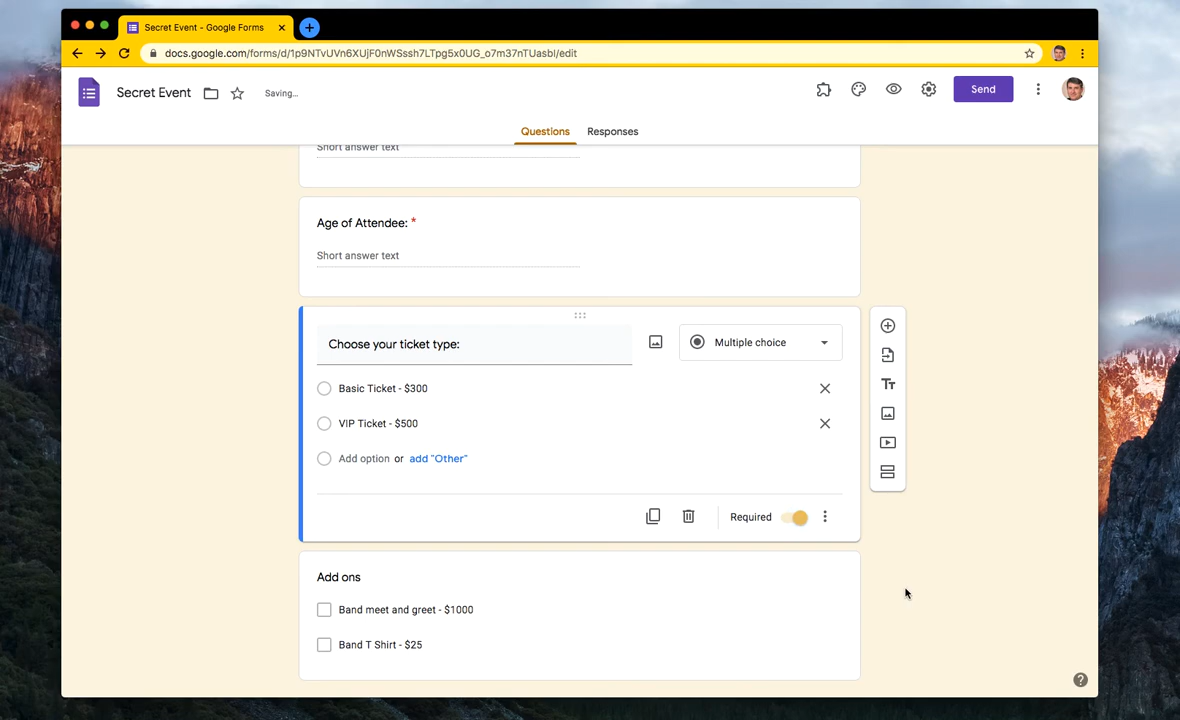 Secret Event - Google Forms
docs.google.com/forms/d/1p9NTvUVn6XUjF0nWSssh7LTpg5x0UG_o7m37nTUasbI/edit
Secret Event
Saving...
Send
Questions
Responses
Short answer text
Age of Attendee: *
Short answer text
Choose your ticket type:
Multiple choice
Basic Ticket - $300
VIP Ticket - $500
Add option or add "Other"
Required
Add ons
Band meet and greet - $1000
Band T Shirt - $25